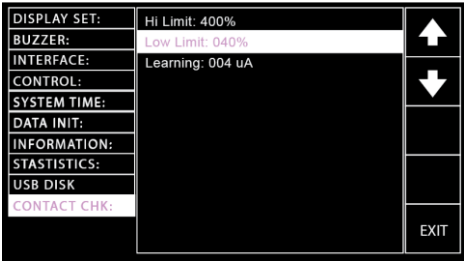 DISPLAY SET:
BUZZER:
INTERFACE:
CONTROL:
SYSTEM TIME:
DATA INIT:
INFORMATION:
STASTISTICS:
USB DISK
CONTACT CHK:
Hi Limit: 400%
Low Limit: 040%
Learning: 004 uA
EXIT